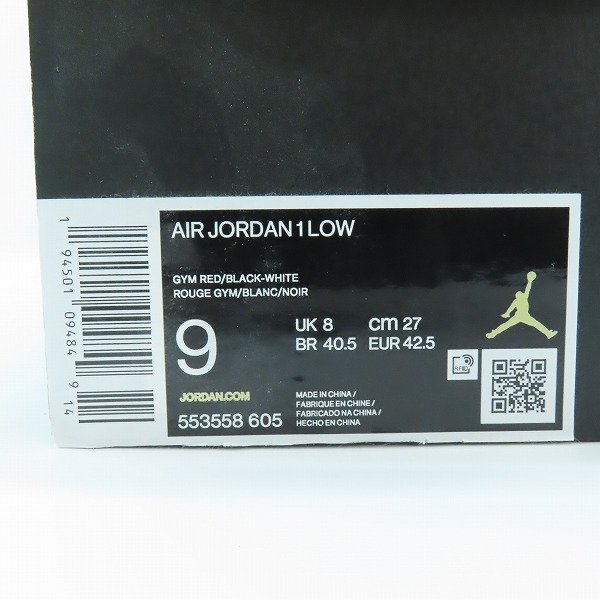 AIR JORDAN 1 LOW
GYM RED/BLACK-WHITE
ROUGE GYM/BLANC/NOIR
9
UK 8 cm 27
BR 40.5 EUR 42.5
RFID
JORDAN.COM
553558 605
MADE IN CHINA /
FABRIQUE EN CHINE /
FABRICADO NA CHINA /
HECHO EN CHINA
1 94501 09484 9 14